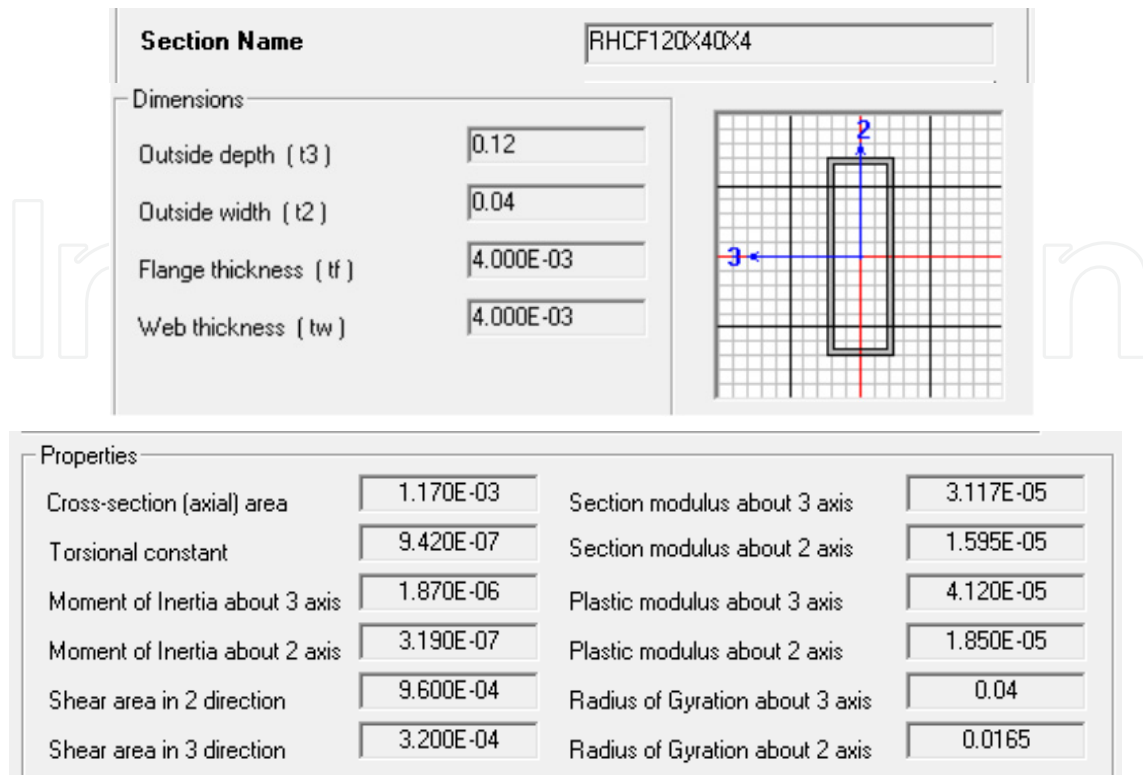 Section Name RHCF120X40X4
Dimensions
Outside depth ( t3 ) 0.12
Outside width ( t2 ) 0.04
Flange thickness ( tf ) 4.000E-03
Web thickness ( tw ) 4.000E-03
2
3
Properties
Cross-section (axial) area 1.170E-03 Section modulus about 3 axis 3.117E-05
Torsional constant 9.420E-07 Section modulus about 2 axis 1.595E-05
Moment of Inertia about 3 axis 1.870E-06 Plastic modulus about 3 axis 4.120E-05
Moment of Inertia about 2 axis 3.190E-07 Plastic modulus about 2 axis 1.850E-05
Shear area in 2 direction 9.600E-04 Radius of Gyration about 3 axis 0.04
Shear area in 3 direction 3.200E-04 Radius of Gyration about 2 axis 0.0165